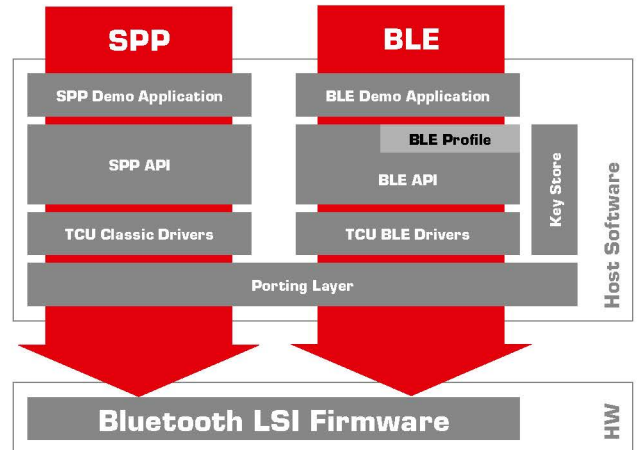 SPP
BLE
SPP Demo Application
BLE Demo Application
BLE Profile
SPP API
BLE API
Key Store
TCU Classic Drivers
TCU BLE Drivers
Porting Layer
Host Software
Bluetooth LSI Firmware
HW